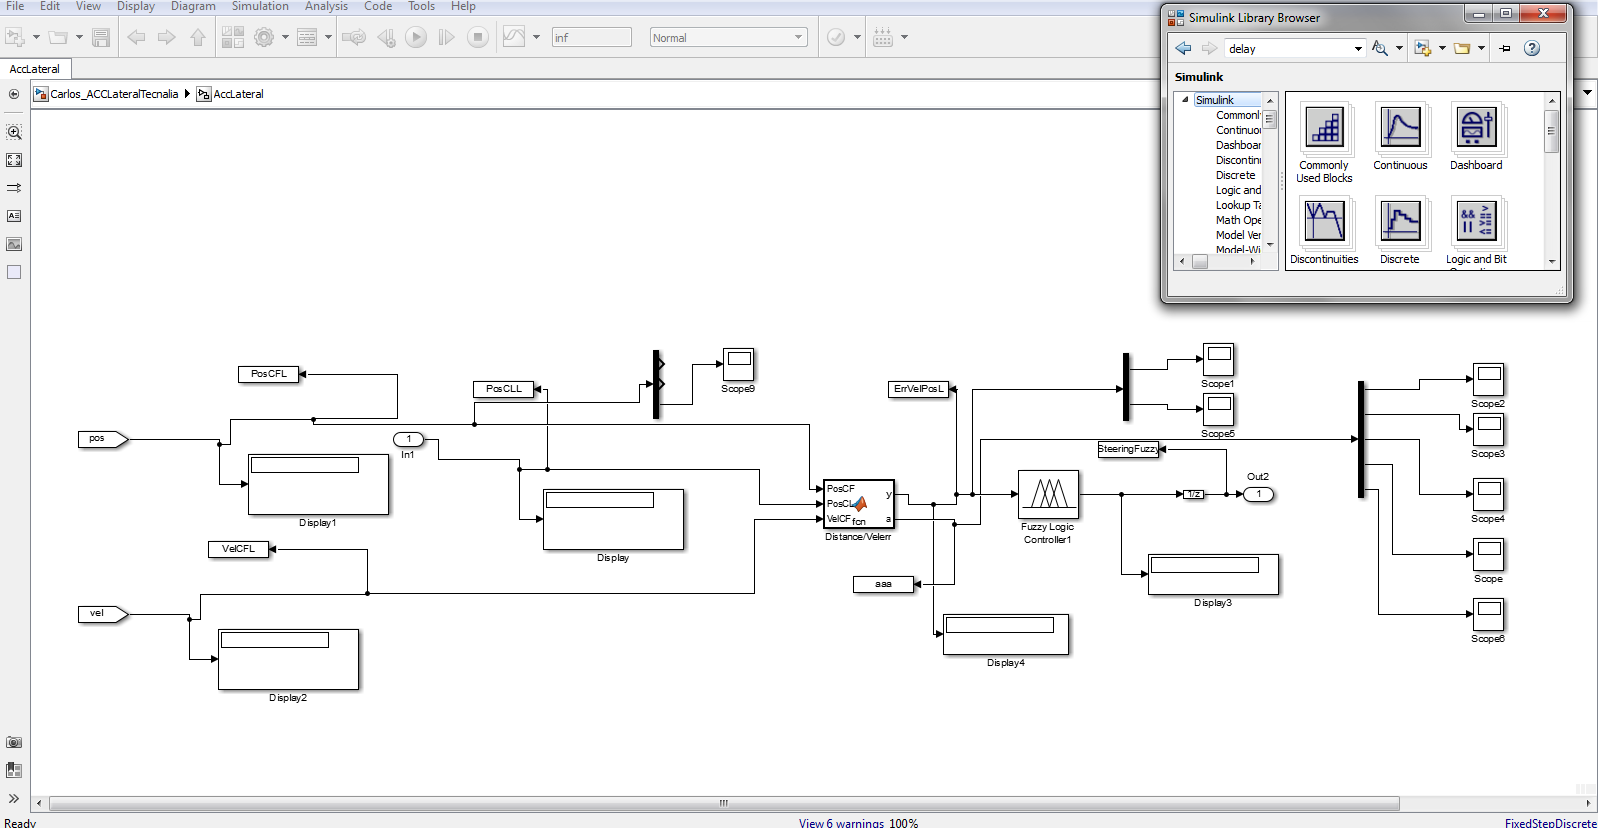 File Edit View Display Diagram Simulation Analysis Code Tools Help
inf
Normal
AccLateral
Carlos_ACCLateralTecnalia
AccLateral
Simulink Library Browser
delay
Simulink
Simulink
Commonl
Continuou
Dashboar
Discontinu
Discrete
Logic and
Lookup Ta
Math Ope
Model Ver
Model-Wi
Commonly
Used Blocks
Continuous
Dashboard
Discontinuities
Discrete
Logic and Bit
PosCFL
PosCLL
Scope9
ErrVelPosL
Scope1
Scope5
Scope2
Scope3
pos
1
In1
SteeringFuzzy
Display1
Display
PosCF
PosCL
VelCF
fcn
y
a
Distance/Velerr
Fuzzy Logic
Controller1
1/z
Out2
1
Scope4
VelCFL
aaa
Display3
Scope
vel
Display2
Display4
Scope6
Ready
View 6 warnings 100%
FixedStepDiscrete